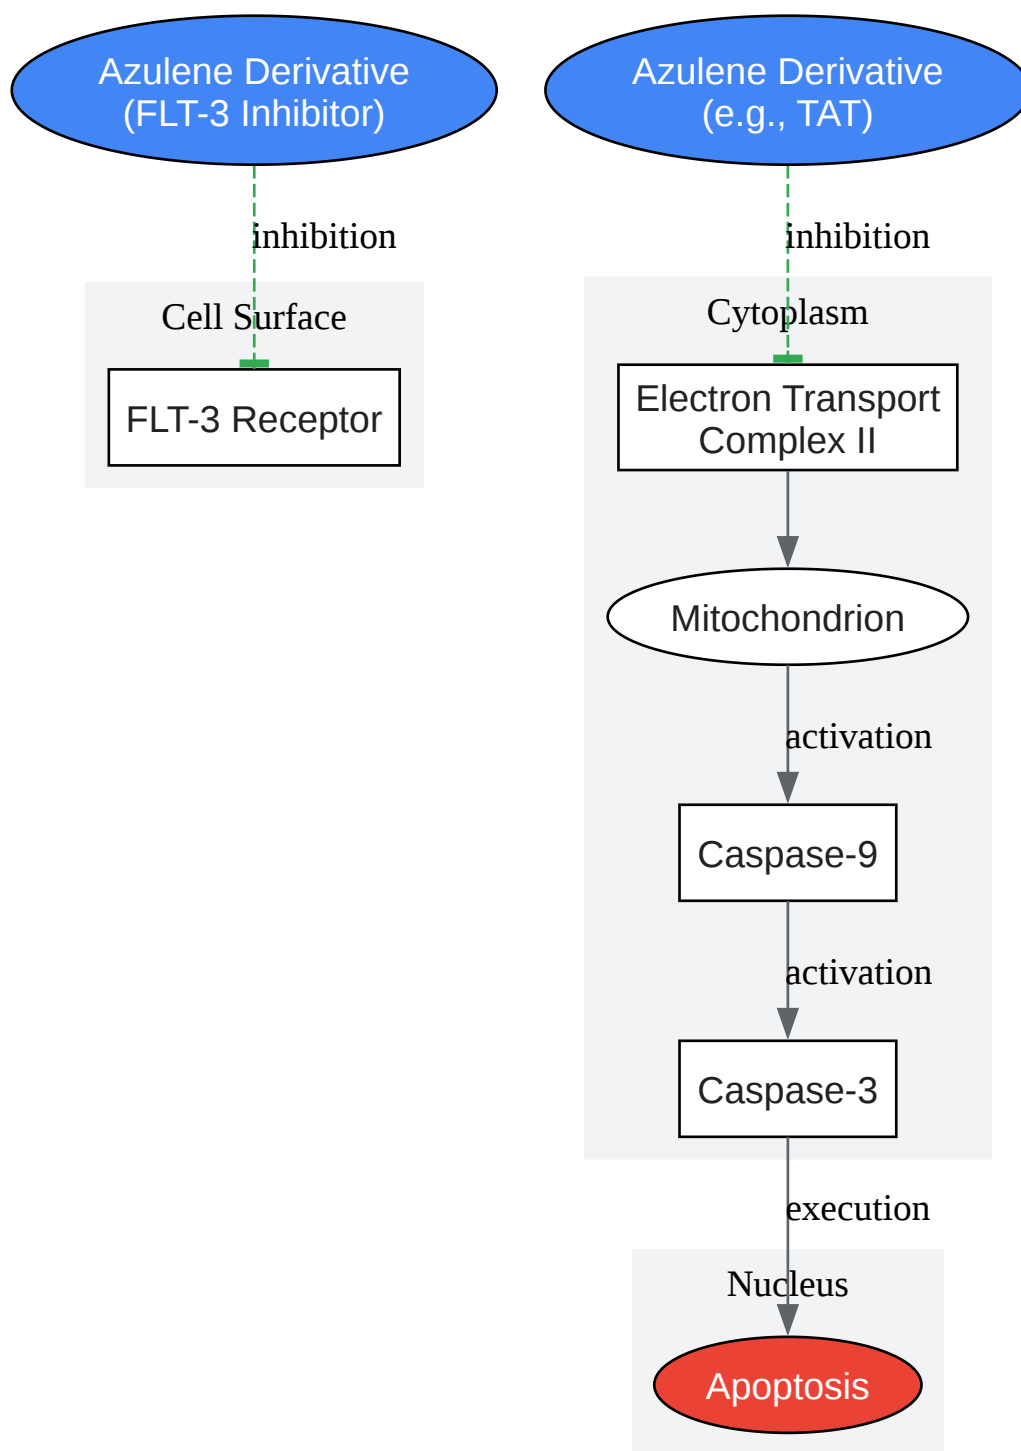 Azulene Derivative
(FLT-3 Inhibitor)
inhibition
Cell Surface
FLT-3 Receptor
Azulene Derivative
(e.g., TAT)
inhibition
Cytoplasm
Electron Transport
Complex II
Mitochondrion
activation
Caspase-9
activation
Caspase-3
execution
Nucleus
Apoptosis